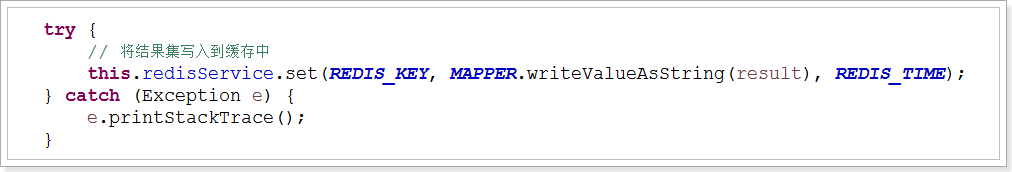 try {
    // 将结果集写入到缓存中
    this.redisService.set(REDIS_KEY, MAPPER.writeValueAsString(result), REDIS_TIME);
} catch (Exception e) {
    e.printStackTrace();
}